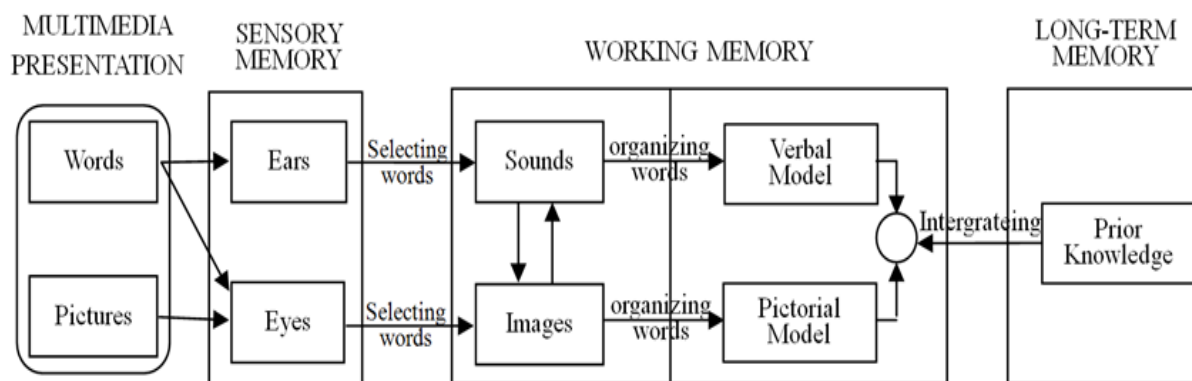 MULTIMEDIA
PRESENTATION
SENSORY
MEMORY
WORKING MEMORY
LONG-TERM
MEMORY
Words
Ears
Selecting
words
Sounds
organizing
words
Verbal
Model
Intergrateing
Prior
Knowledge
Pictures
Eyes
Selecting
words
Images
organizing
words
Pictorial
Model